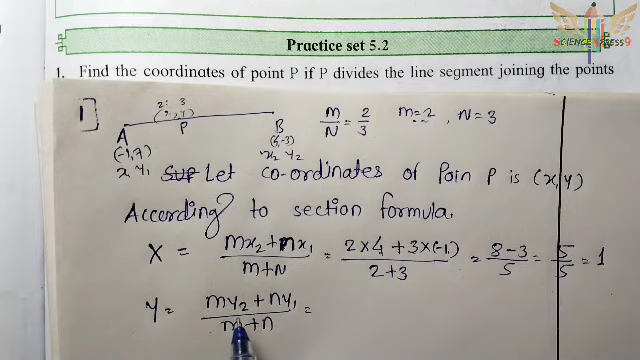 SCIENCE XPRESS 9
Practice set 5.2
1. Find the coordinates of point P if P divides the line segment joining the points
1]
2: 3
(x, y)
A P B
(-1,7)
x₁ y₁
x₂ y₂
m/N = 2/3 m=2 , N = 3
Let co-ordinates of Poin P is (x,y)
According to section formula.
X = (mx₂+nx₁)/(m+N) = (2×4+3×(-1))/(2+3) = (8-3)/5 = 5/5 = 1
Y = (my₂+ny₁)/(m+n) =